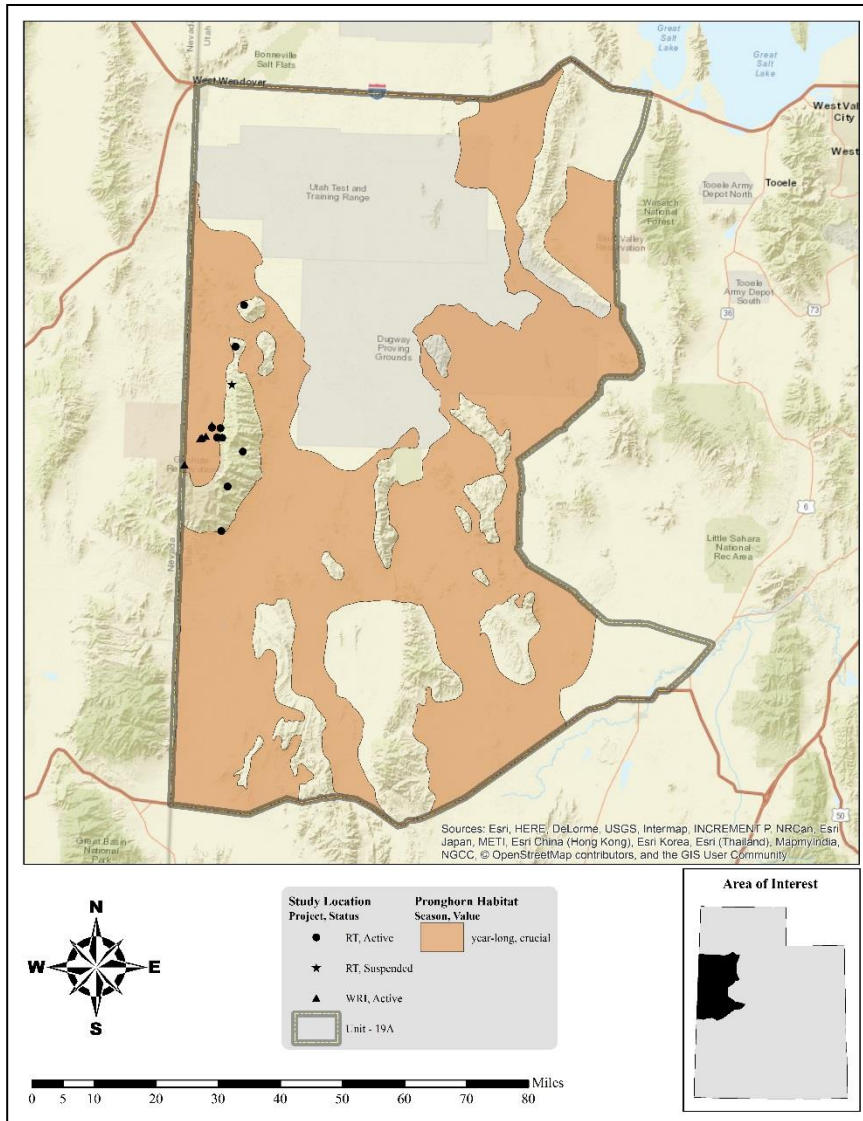 Great
Salt
Lake
Nevada
Utah
Bonneville
Salt Flats
Great
Salt
Lake
West Wendover
West Val
City
West
Utah Test and
Training Range
Tooele Army
Depot North
Tooele
Wasatch
National
Forest
Valley
Reservation
Tooele
Army Depot
South
36
73
Dugway
Proving
Grounds
6
Little Sahara
National
Rec Area
Nevada
Great Basin
National
Park
50
Sources: Esri, HERE, DeLorme, USGS, Intermap, INCREMENT P, NRCan, Esri
Japan, METI, Esri China (Hong Kong), Esri Korea, Esri (Thailand), MapmyIndia,
NGCC, © OpenStreetMap contributors, and the GIS User Community
N
W
E
S
Study Location
Project, Status
RT, Active
RT, Suspended
WRI, Active
Unit - 19A
Pronghorn Habitat
Season, Value
year-long, crucial
Area of Interest
Miles
0 5 10 20 30 40 50 60 70 80